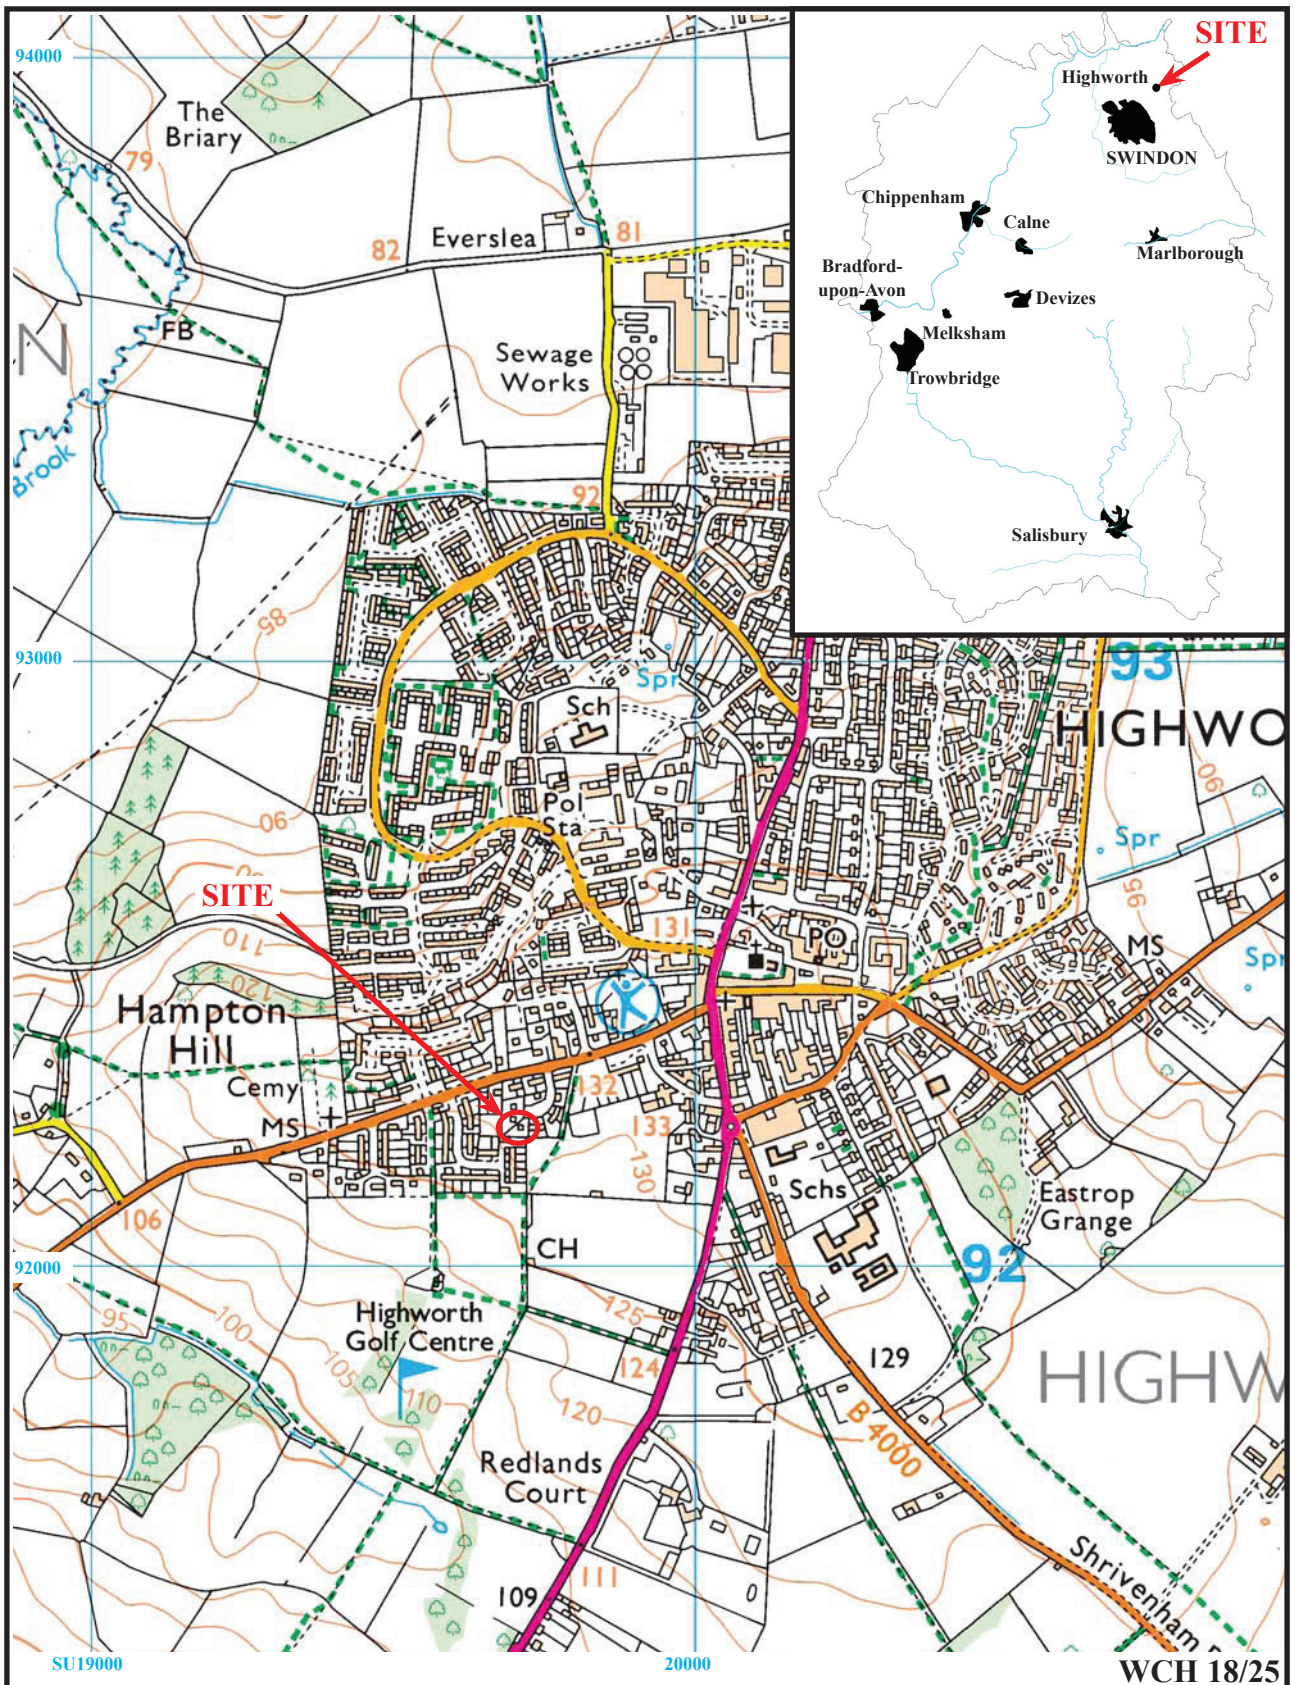 94000
The
Briary
79
82
Everslea
81
FB
N
Sewage
Works
Brook
92
85
93000
Spr
93
Sch
HIGHWO
Pol
Sta
90
90
Spr
95
SITE
110
120
131
PO
MS
Spr
Hampton
Hill
Cemy
MS
132
133
130
Schs
Eastrop
Grange
106
92000
CH
92
95
100
105
110
Highworth
Golf Centre
125
124
129
120
HIGHW
B 4000
Redlands
Court
Shrivenham
111
109
SU19000
20000
WCH 18/25
SITE
Highworth
SWINDON
Chippenham
Calne
Marlborough
Bradford-
upon-Avon
Devizes
Melksham
Trowbridge
Salisbury